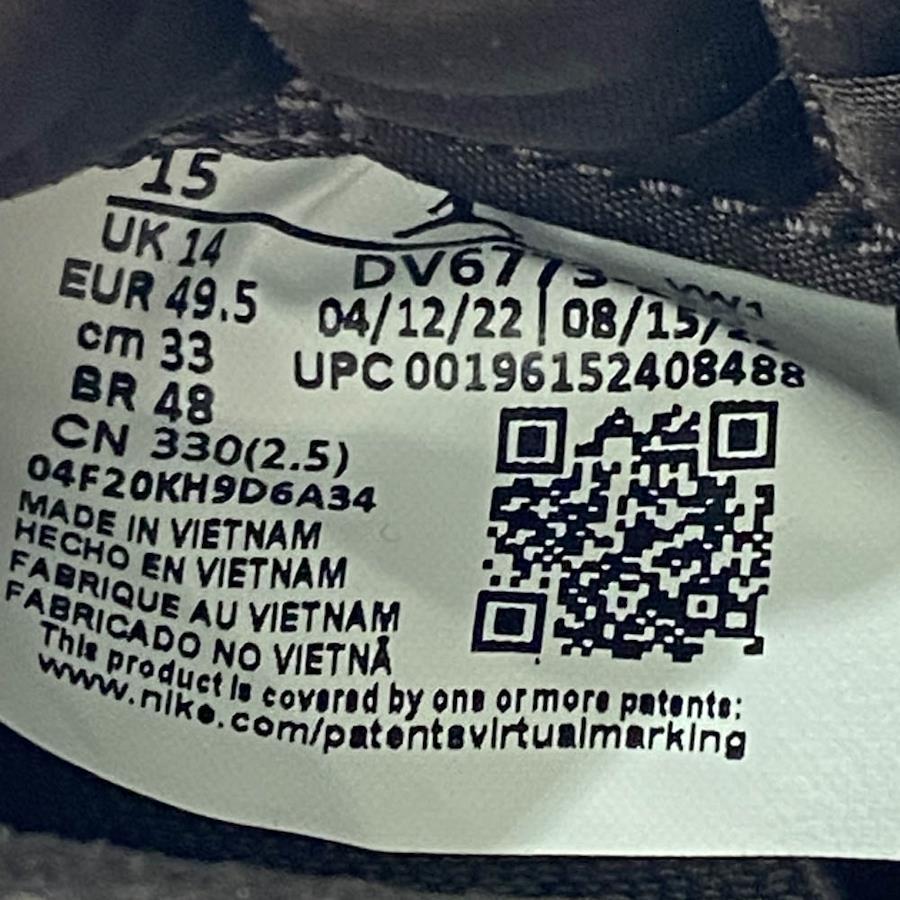 15
UK 14
EUR 49.5
cm 33
BR 48
CN 330(2.5)
04F20KH9D6A34
MADE IN VIETNAM
HECHO EN VIETNAM
FABRIQUE AU VIETNAM
FABRICADO NO VIETNÃ
04/12/22 | 08/15/
UPC 00196152408488
This product is covered by one or more patents:
www.nike.com/patentsvirtualmarking